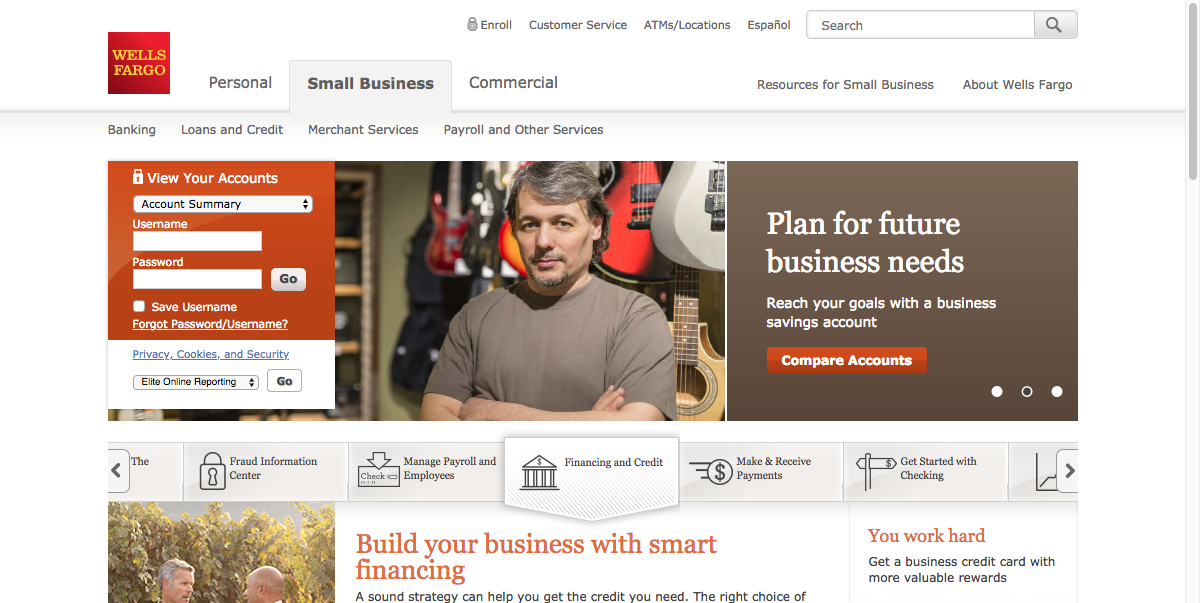 Enroll
Customer Service
ATMs/Locations
Español
Search
WELLS
FARGO
Personal
Small Business
Commercial
Resources for Small Business
About Wells Fargo
Banking
Loans and Credit
Merchant Services
Payroll and Other Services
View Your Accounts
Account Summary
Username
Password
Go
Save Username
Forgot Password/Username?
Privacy, Cookies, and Security
Elite Online Reporting
Go
Plan for future
business needs
Reach your goals with a business
savings account
Compare Accounts
The
Fraud Information
Center
Check
Manage Payroll and
Employees
$
Financing and Credit
$
Make & Receive
Payments
$
Get Started with
Checking
Build your business with smart
financing
A sound strategy can help you get the credit you need. The right choice of
You work hard
Get a business credit card with
more valuable rewards